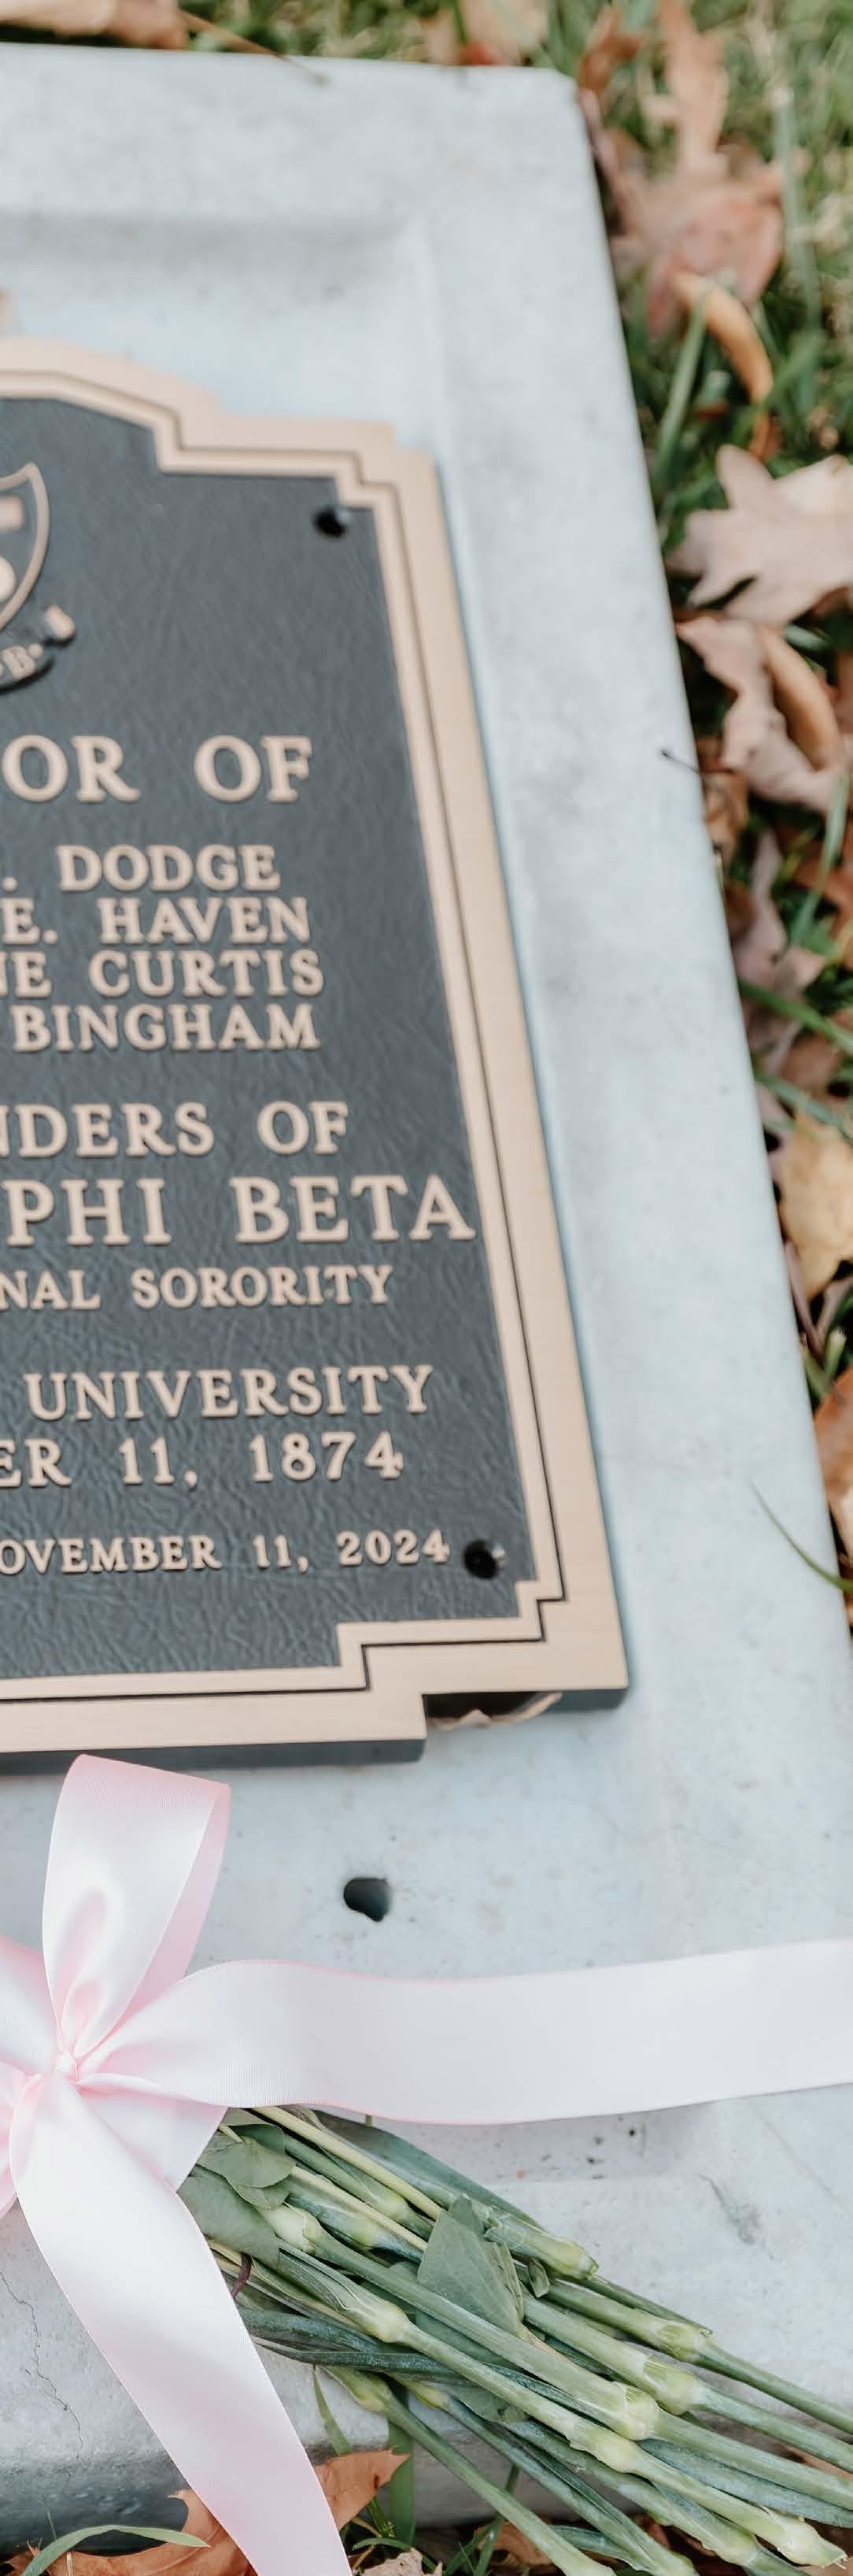 ·B·
OR OF
. DODGE
E. HAVEN
NE CURTIS
BINGHAM
NDERS OF
PHI BETA
NAL SORORITY
UNIVERSITY
ER 11, 1874
OVEMBER 11, 2024